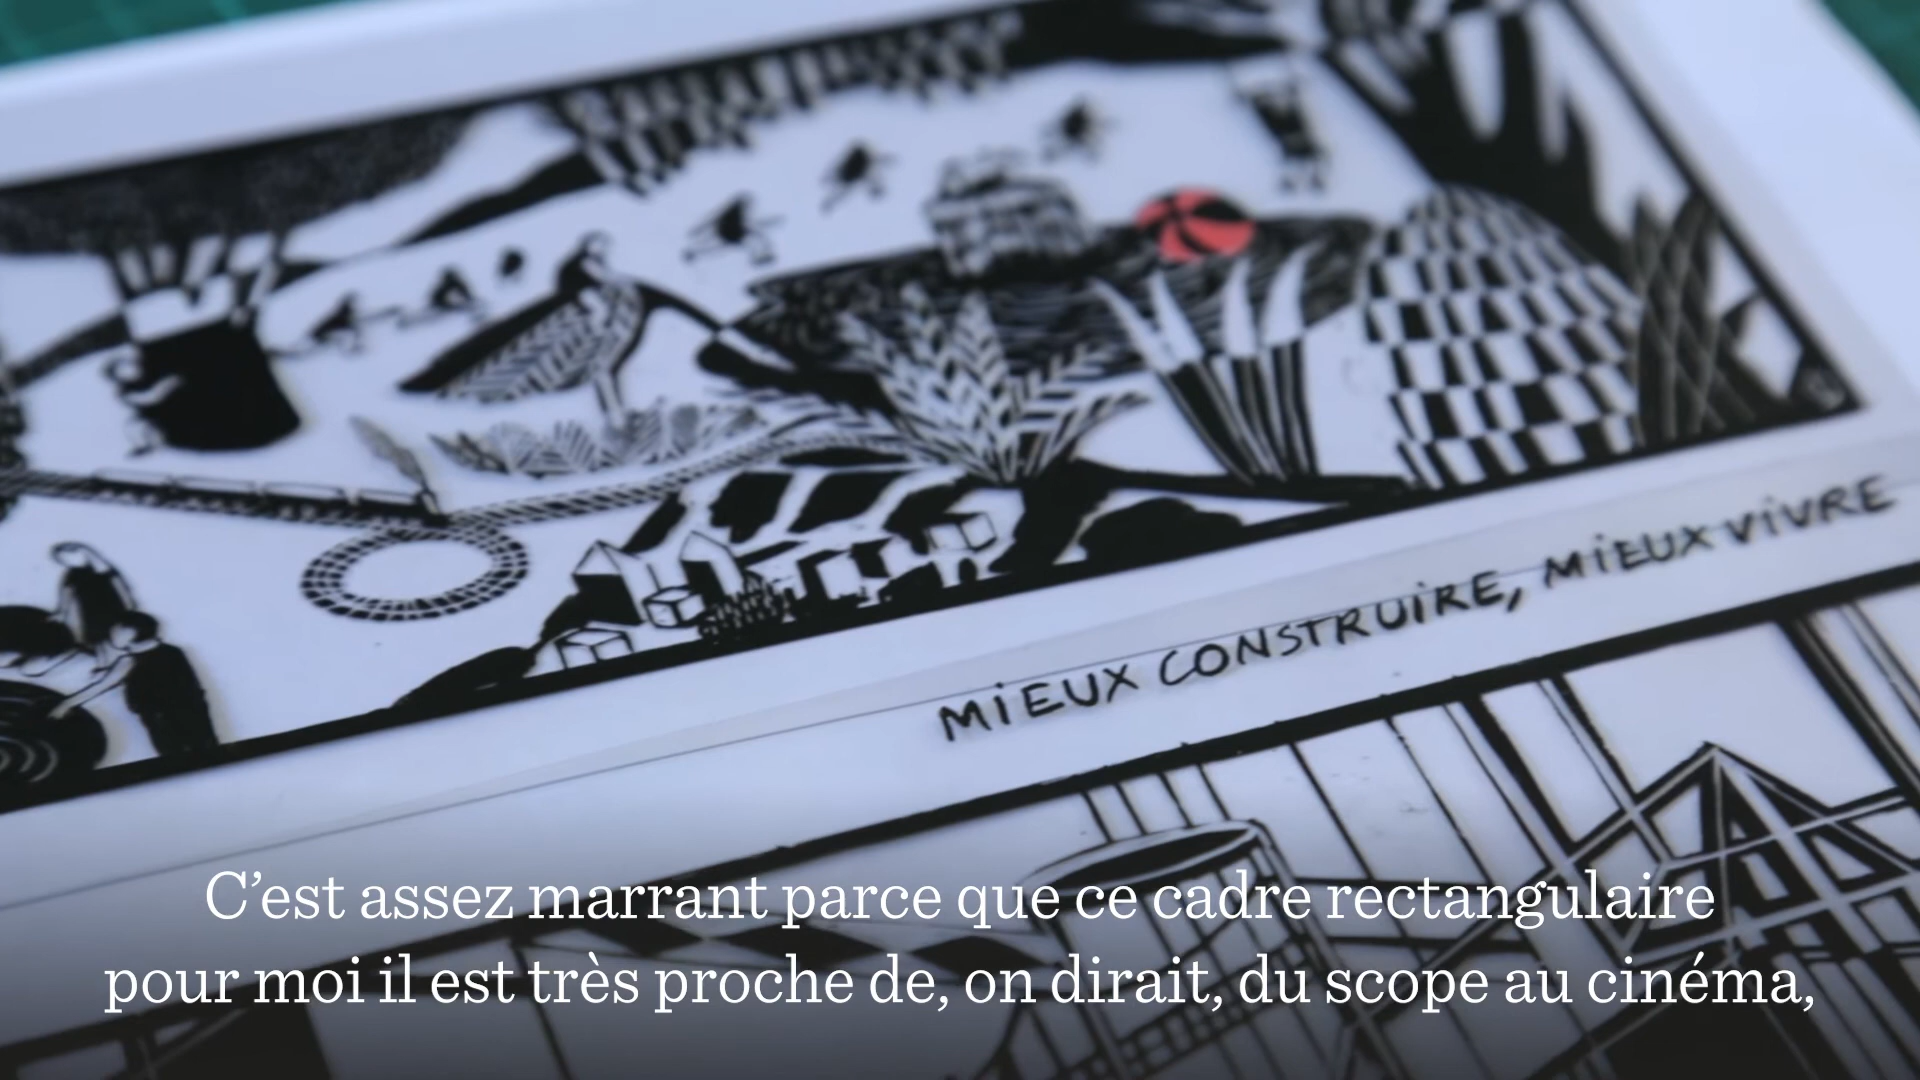 MiEUX CONSTRUiRE, MiEUX ViVRE
C’est assez marrant parce que ce cadre rectangulaire
pour moi il est très proche de, on dirait, du scope au cinéma,